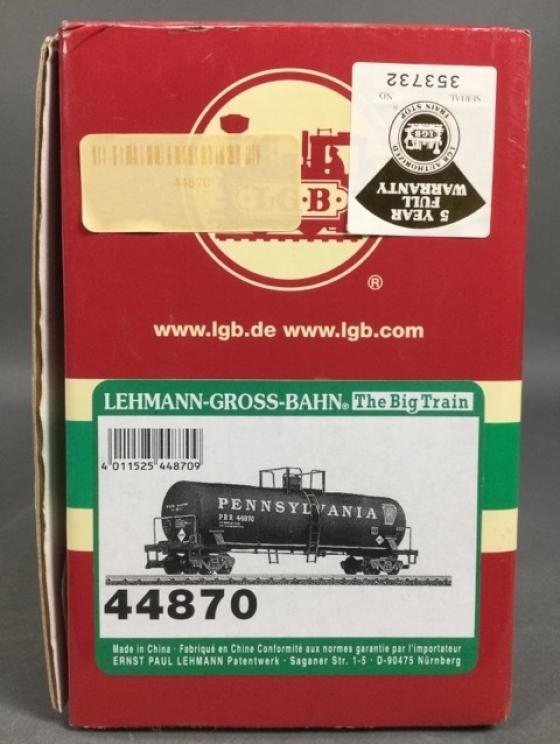 353732
SERIAL NO.
LGB AUTHORIZED
TRAIN STOP
LGB
5 YEAR
FULL
WARRANTY
44870
L·G·B·
®
www.lgb.de www.lgb.com
LEHMANN-GROSS-BAHN® The Big Train
4 011525 448709
PENNSYLVANIA
PRR 44870
44870
Made in China · Fabriqué en Chine Conformité aux normes garantie par l'importateur
ERNST PAUL LEHMANN Patentwerk · Saganer Str. 1-5 · D-90475 Nürnberg